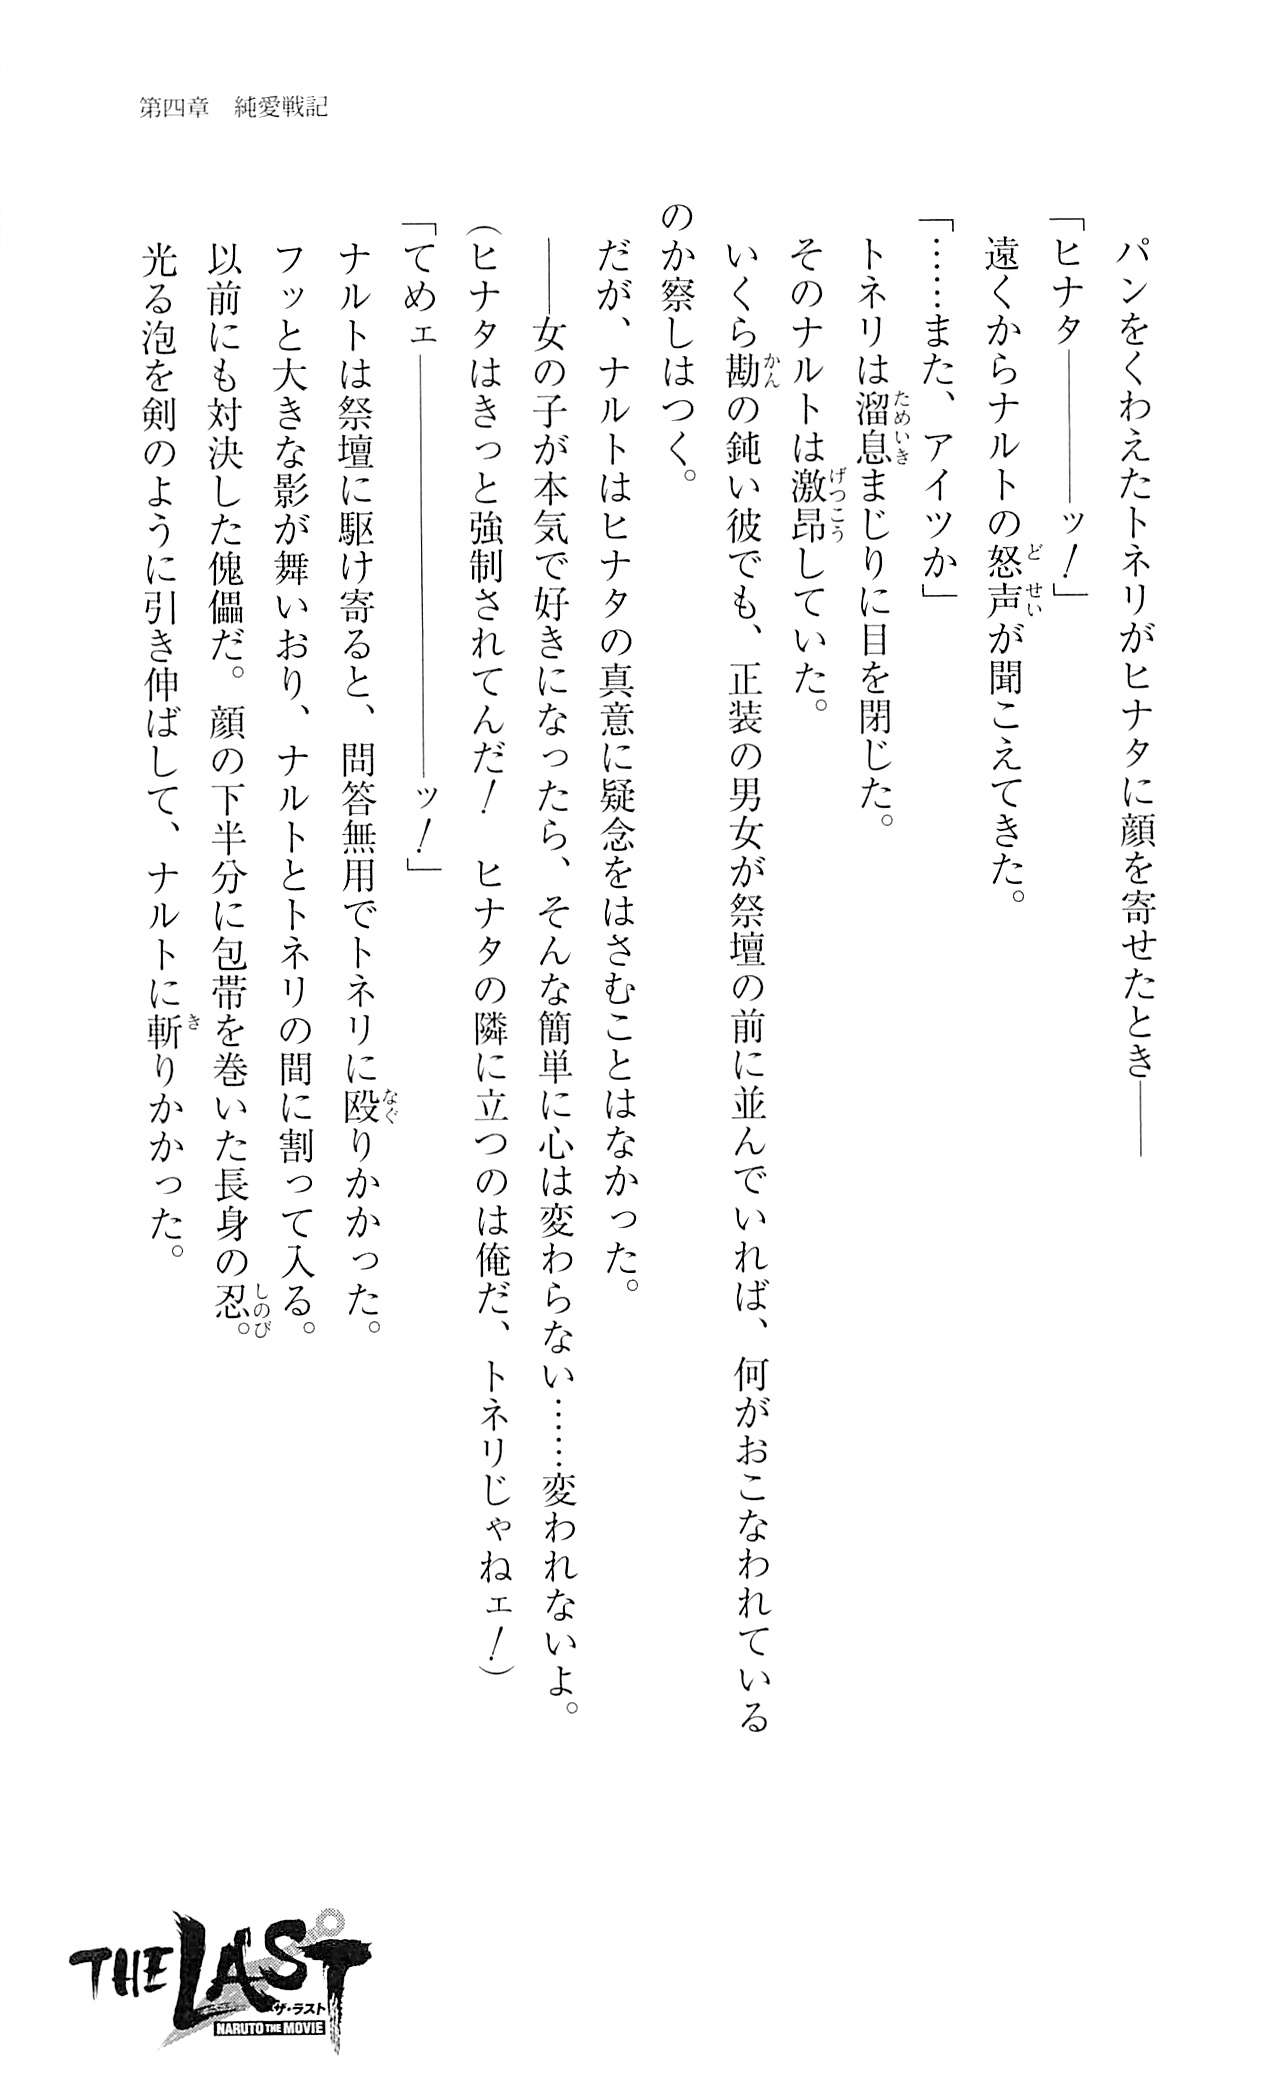 第四章　純愛戦記
パンをくわえたトネリがヒナタに顔を寄せたとき――
「ヒナタ――――ッ！」
遠くからナルトの怒声が聞こえてきた。
「……また、アイツか」
トネリは溜息まじりに目を閉じた。
そのナルトは激昂していた。
いくら勘の鈍い彼でも、正装の男女が祭壇の前に並んでいれば、何がおこなわれている
のか察しはつく。
だが、ナルトはヒナタの真意に疑念をはさむことはなかった。
――女の子が本気で好きになったら、そんな簡単に心は変わらない……変われないよ。
（ヒナタはきっと強制されてんだ！　ヒナタの隣に立つのは俺だ、トネリじゃねェ！）
「てめェ――――――――――ッ！」
ナルトは祭壇に駆け寄ると、問答無用でトネリに殴りかかった。
フッと大きな影が舞いおり、ナルトとトネリの間に割って入る。
以前にも対決した傀儡だ。顔の下半分に包帯を巻いた長身の忍。
光る泡を剣のように引き伸ばして、ナルトに斬りかかった。
THE LAST
ザ・ラスト
NARUTO THE MOVIE